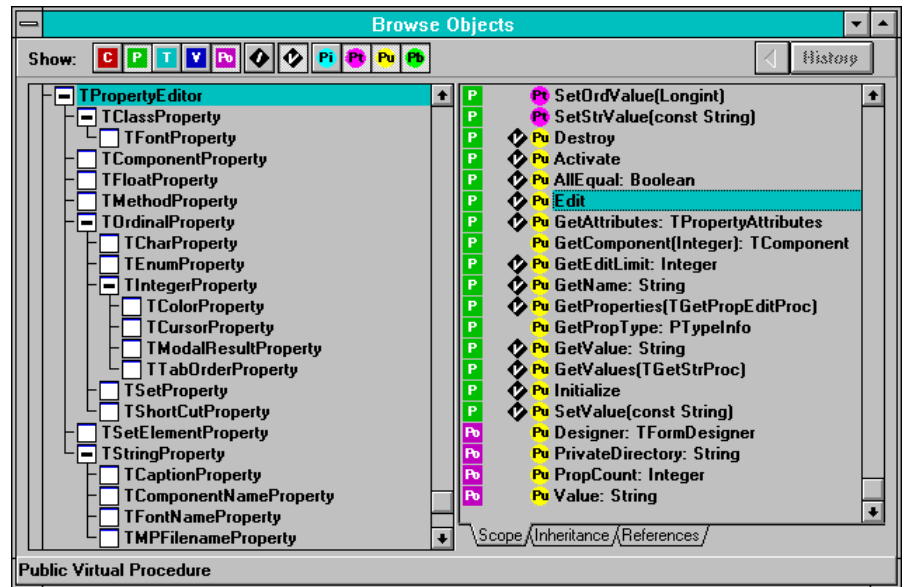 Browse Objects
Show: C P T V Po i v Pi Pt Pu Pb History
TPropertyEditor
TClassProperty
TFontProperty
TComponentProperty
TFloatProperty
TMethodProperty
TOrdinalProperty
TCharProperty
TEnumProperty
TIntegerProperty
TColorProperty
TCursorProperty
TModalResultProperty
TTabOrderProperty
TSetProperty
TShortCutProperty
TSetElementProperty
TStringProperty
TCaptionProperty
TComponentNameProperty
TFontNameProperty
TMPFilenameProperty
P Pt SetOrdValue(Longint)
P Pt SetStrValue(const String)
P v Pu Destroy
P v Pu Activate
P v Pu AllEqual: Boolean
P v Pu Edit
P v Pu GetAttributes: TPropertyAttributes
P Pu GetComponent(Integer): TComponent
P v Pu GetEditLimit: Integer
P v Pu GetName: String
P v Pu GetProperties(TGetPropEditProc)
P Pu GetPropType: PTypeInfo
P v Pu GetValue: String
P v Pu GetValues(TGetStrProc)
P v Pu Initialize
P v Pu SetValue(const String)
Po Pu Designer: TFormDesigner
Po Pu PrivateDirectory: String
Po Pu PropCount: Integer
Po Pu Value: String
Scope Inheritance References
Public Virtual Procedure